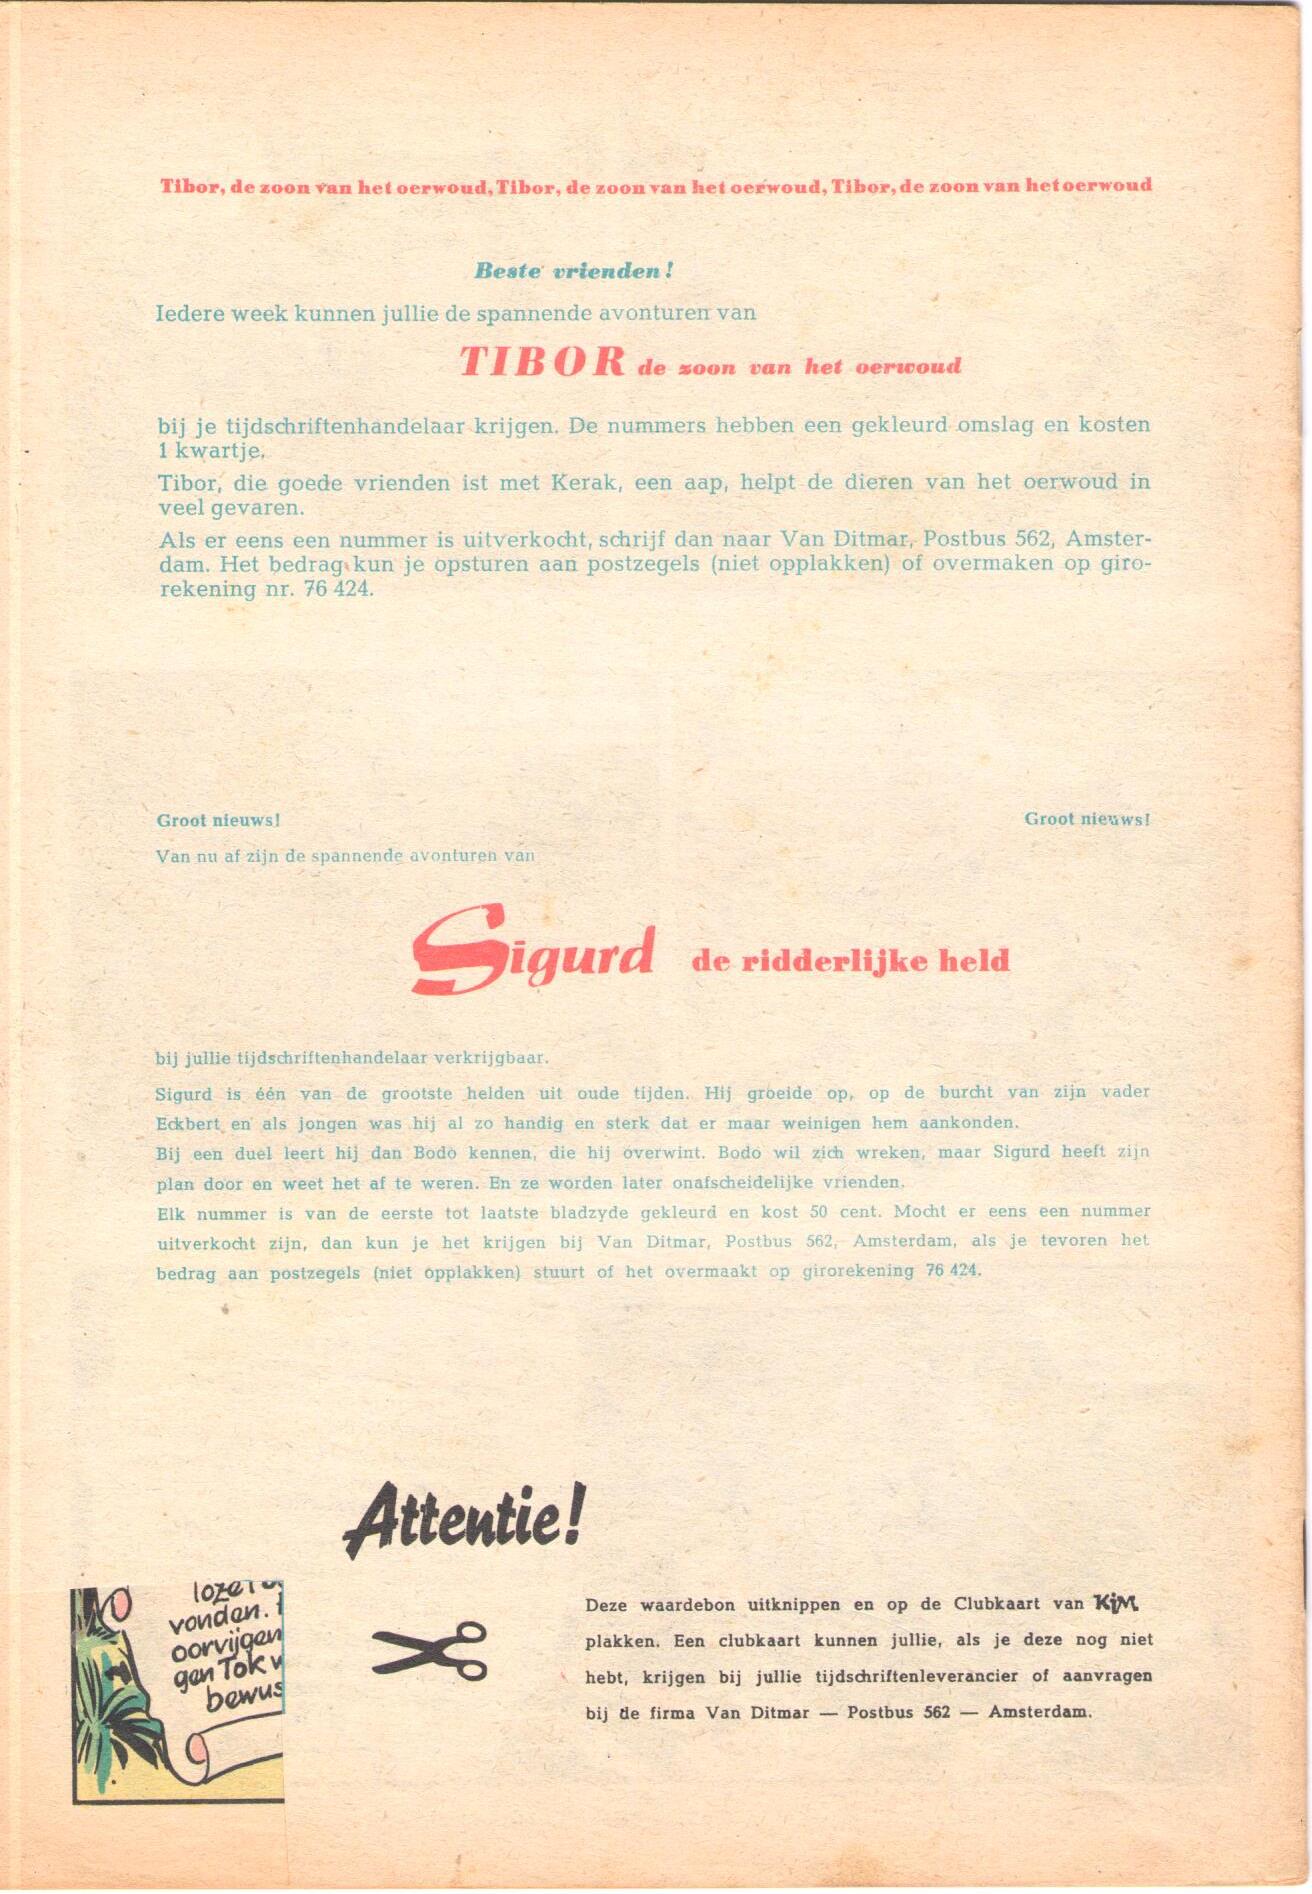 Tibor, de zoon van het oerwoud, Tibor, de zoon van het oerwoud, Tibor, de zoon van het oerwoud
Beste vrienden!
Iedere week kunnen jullie de spannende avonturen van
TIBOR de zoon van het oerwoud
bij je tijdschriftenhandelaar krijgen. De nummers hebben een gekleurd omslag en kosten
1 kwartje.
Tibor, die goede vrienden ist met Kerak, een aap, helpt de dieren van het oerwoud in
veel gevaren.
Als er eens een nummer is uitverkocht, schrijf dan naar Van Ditmar, Postbus 562, Amster-
dam. Het bedrag kun je opsturen aan postzegels (niet opplakken) of overmaken op giro-
rekening nr. 76 424.
Groot nieuws! Groot nieuws!
Van nu af zijn de spannende avonturen van
Sigurd de ridderlijke held
bij jullie tijdschriftenhandelaar verkrijgbaar.
Sigurd is één van de grootste helden uit oude tijden. Hij groeide op, op de burcht van zijn vader
Eckbert en als jongen was hij al zo handig en sterk dat er maar weinigen hem aankonden.
Bij een duel leert hij dan Bodo kennen, die hij overwint. Bodo wil zich wreken, maar Sigurd heeft zijn
plan door en weet het af te weren. En ze worden later onafscheidelijke vrienden.
Elk nummer is van de eerste tot laatste bladzyde gekleurd en kost 50 cent. Mocht er eens een nummer
uitverkocht zijn, dan kun je het krijgen bij Van Ditmar, Postbus 562, Amsterdam, als je tevoren het
bedrag aan postzegels (niet opplakken) stuurt of het overmaakt op girorekening 76 424.
Attentie!
vonden.
oorvijgen
gen Tok
bewus
Deze waardebon uitknippen en op de Clubkaart van KiM
plakken. Een clubkaart kunnen jullie, als je deze nog niet
hebt, krijgen bij jullie tijdschriftenleverancier of aanvragen
bij de firma Van Ditmar — Postbus 562 — Amsterdam.